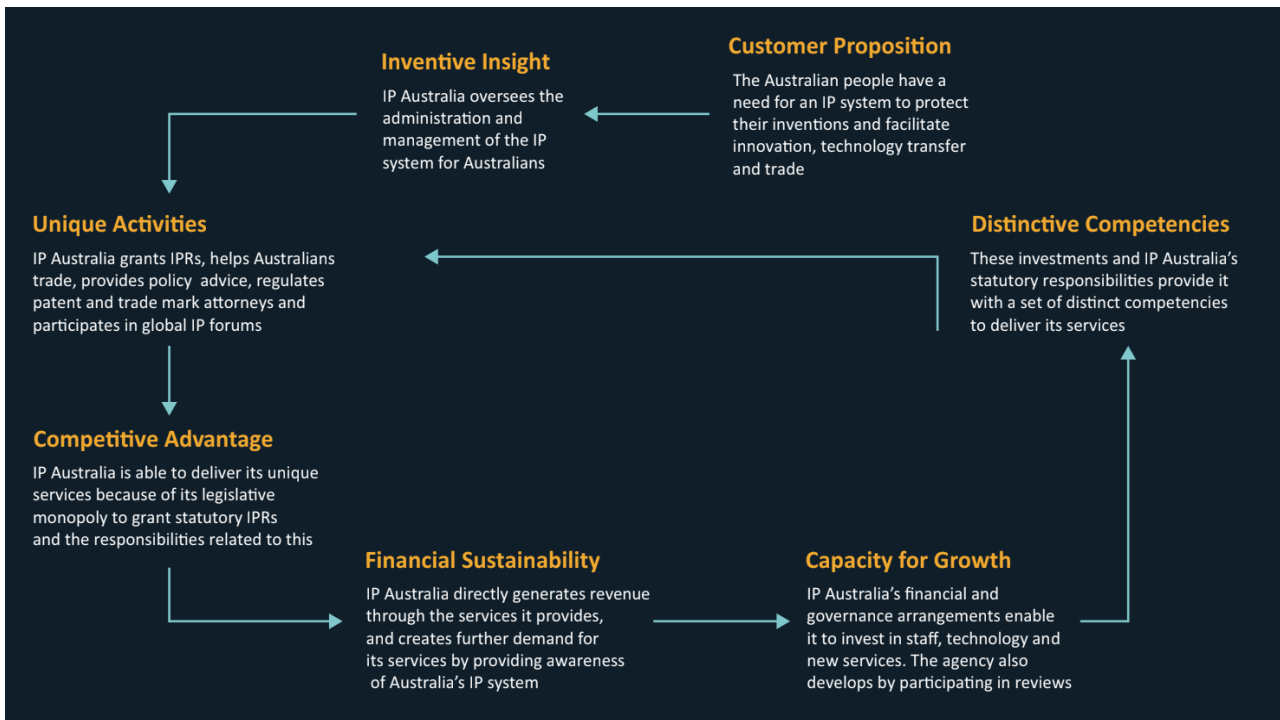 Customer Proposition
The Australian people have a
need for an IP system to protect
their inventions and facilitate
innovation, technology transfer
and trade
Inventive Insight
IP Australia oversees the
administration and
management of the IP
system for Australians
Unique Activities
IP Australia grants IPRs, helps Australians
trade, provides policy advice, regulates
patent and trade mark attorneys and
participates in global IP forums
Competitive Advantage
IP Australia is able to deliver its unique
services because of its legislative
monopoly to grant statutory IPRs
and the responsibilities related to this
Financial Sustainability
IP Australia directly generates revenue
through the services it provides,
and creates further demand for
its services by providing awareness
of Australia's IP system
Capacity for Growth
IP Australia's financial and
governance arrangements enable
it to invest in staff, technology and
new services. The agency also
develops by participating in reviews
Distinctive Competencies
These investments and IP Australia's
statutory responsibilities provide it
with a set of distinct competencies
to deliver its services